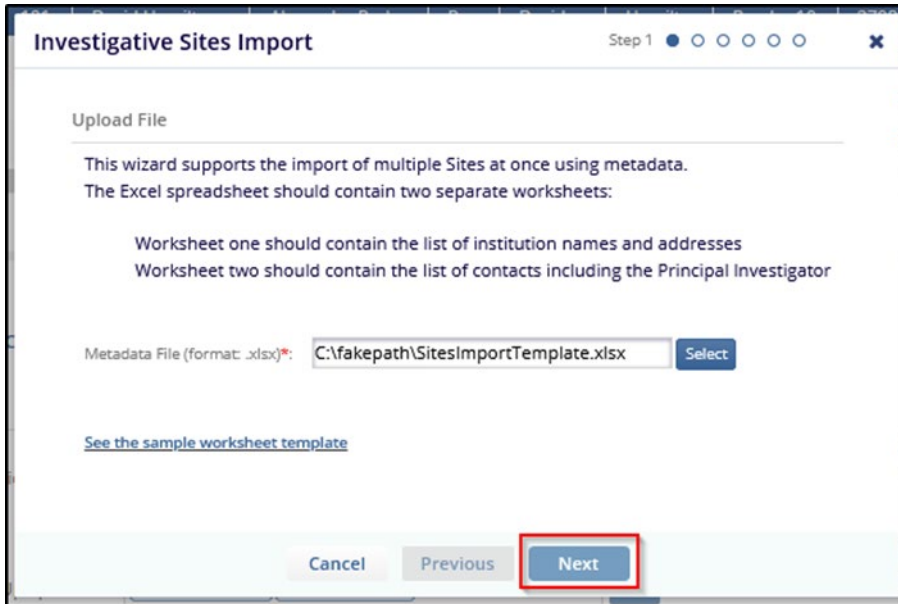 Investigative Sites Import
Step 1
Upload File
This wizard supports the import of multiple Sites at once using metadata.
The Excel spreadsheet should contain two separate worksheets:
Worksheet one should contain the list of institution names and addresses
Worksheet two should contain the list of contacts including the Principal Investigator
Metadata File (format: .xlsx)*: C:\fakepath\SitesImportTemplate.xlsx Select
See the sample worksheet template
Cancel Previous Next